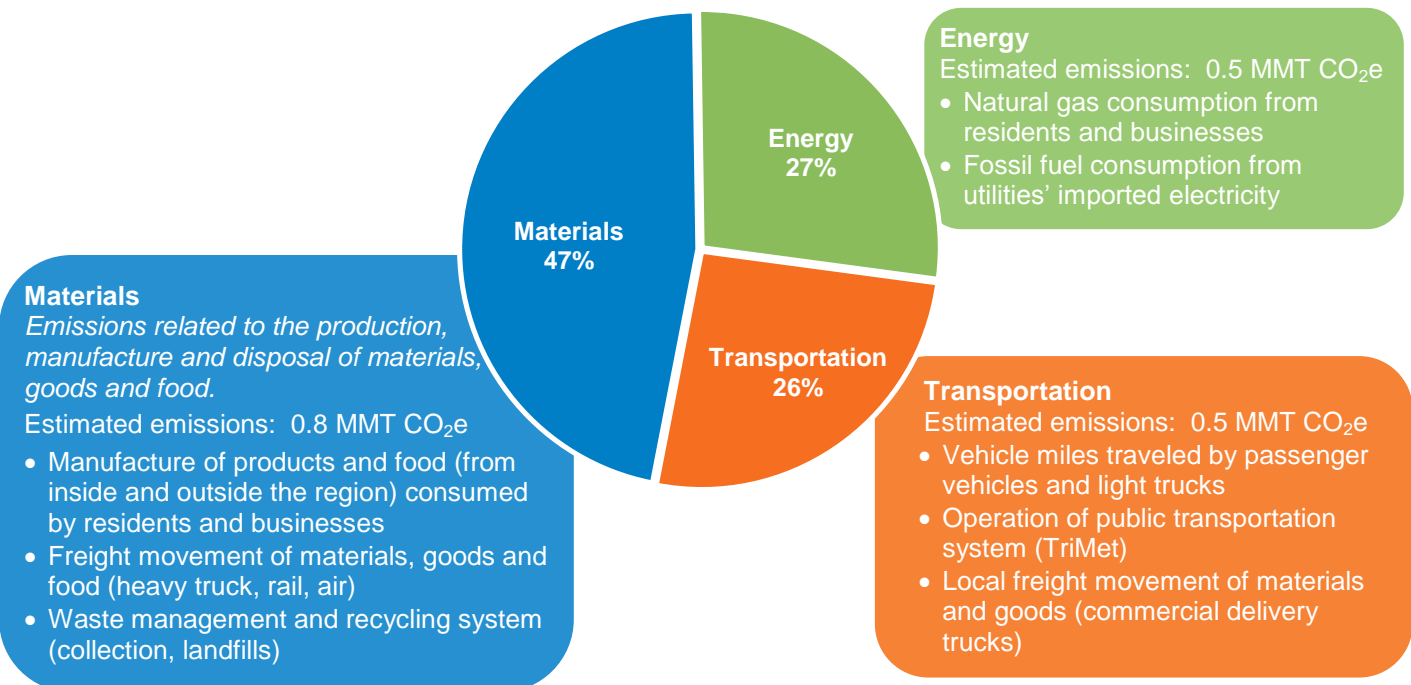 Energy
Estimated emissions:  0.5 MMT CO₂e
• Natural gas consumption from
residents and businesses
• Fossil fuel consumption from
utilities’ imported electricity
Energy
27%
Materials
47%
Transportation
26%
Materials
Emissions related to the production,
manufacture and disposal of materials,
goods and food.
Estimated emissions:  0.8 MMT CO₂e
• Manufacture of products and food (from
inside and outside the region) consumed
by residents and businesses
• Freight movement of materials, goods and
food (heavy truck, rail, air)
• Waste management and recycling system
(collection, landfills)
Transportation
Estimated emissions:  0.5 MMT CO₂e
• Vehicle miles traveled by passenger
vehicles and light trucks
• Operation of public transportation
system (TriMet)
• Local freight movement of materials
and goods (commercial delivery
trucks)